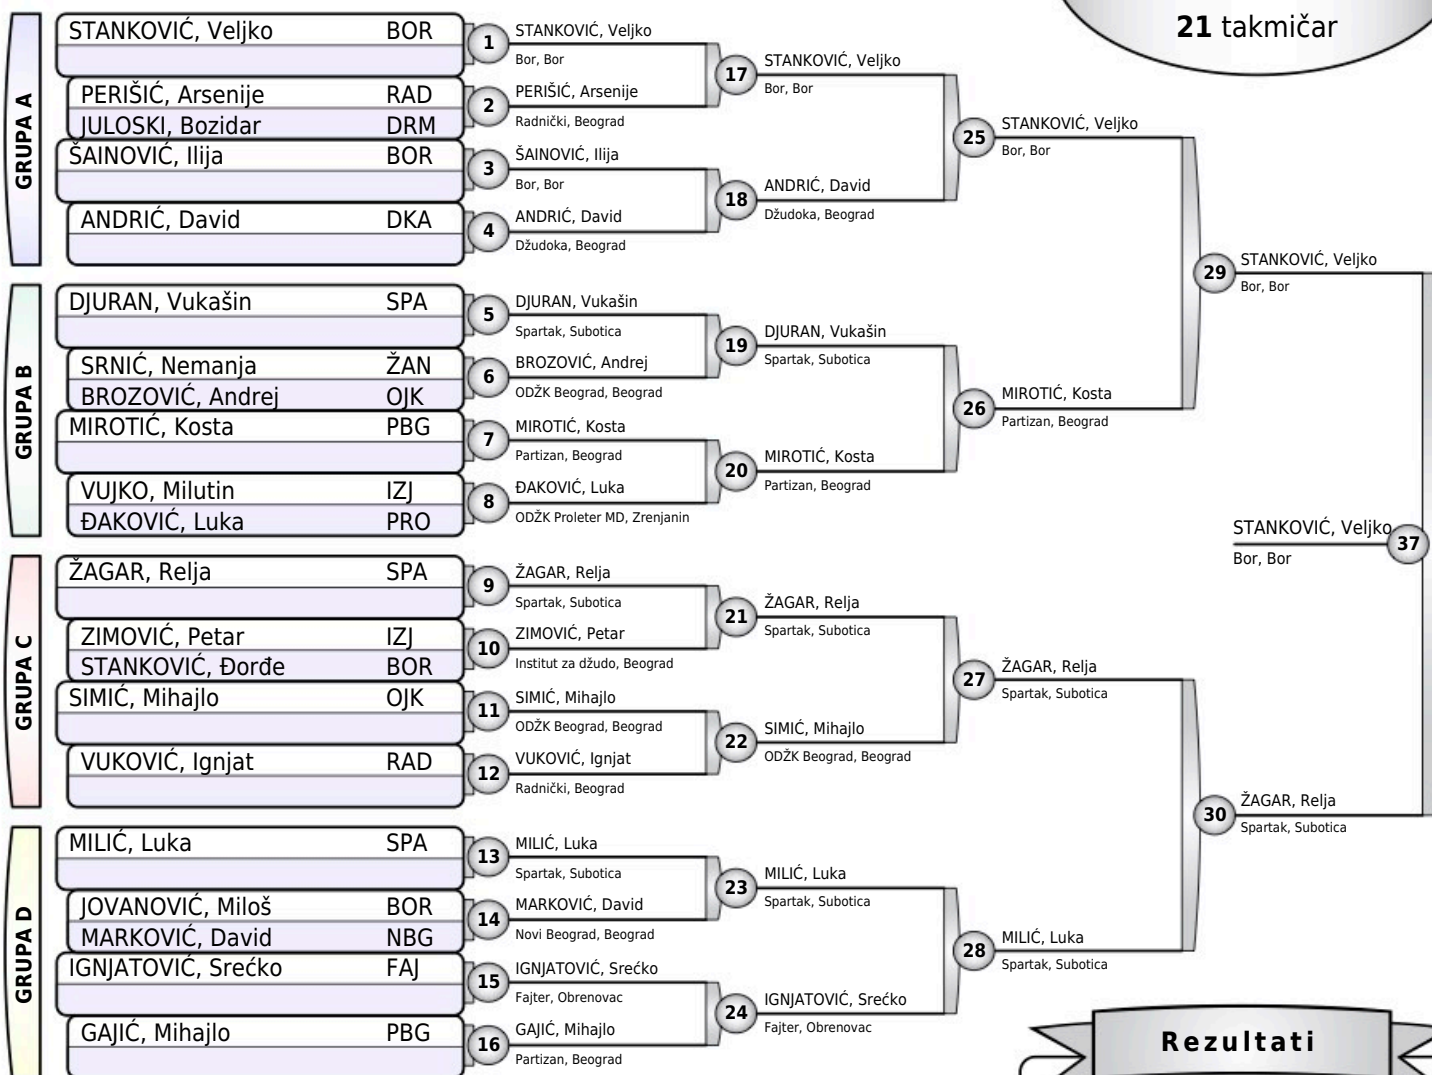 21 takmičar
GRUPA A
STANKOVIĆ, Veljko BOR
PERIŠIĆ, Arsenije RAD
JULOSKI, Bozidar DRM
ŠAINOVIĆ, Ilija BOR
ANDRIĆ, David DKA
1 STANKOVIĆ, Veljko
Bor, Bor
2 PERIŠIĆ, Arsenije
Radnički, Beograd
3 ŠAINOVIĆ, Ilija
Bor, Bor
4 ANDRIĆ, David
Džudoka, Beograd
17 STANKOVIĆ, Veljko
Bor, Bor
18 ANDRIĆ, David
Džudoka, Beograd
25 STANKOVIĆ, Veljko
Bor, Bor
GRUPA B
DJURAN, Vukašin SPA
SRNIĆ, Nemanja ŽAN
BROZOVIĆ, Andrej OJK
MIROTIĆ, Kosta PBG
VUJKO, Milutin IZJ
ĐAKOVIĆ, Luka PRO
5 DJURAN, Vukašin
Spartak, Subotica
6 BROZOVIĆ, Andrej
ODŽK Beograd, Beograd
7 MIROTIĆ, Kosta
Partizan, Beograd
8 ĐAKOVIĆ, Luka
ODŽK Proleter MD, Zrenjanin
19 DJURAN, Vukašin
Spartak, Subotica
20 MIROTIĆ, Kosta
Partizan, Beograd
26 MIROTIĆ, Kosta
Partizan, Beograd
29 STANKOVIĆ, Veljko
Bor, Bor
GRUPA C
ŽAGAR, Relja SPA
ZIMOVIĆ, Petar IZJ
STANKOVIĆ, Đorđe BOR
SIMIĆ, Mihajlo OJK
VUKOVIĆ, Ignjat RAD
9 ŽAGAR, Relja
Spartak, Subotica
10 ZIMOVIĆ, Petar
Institut za džudo, Beograd
11 SIMIĆ, Mihajlo
ODŽK Beograd, Beograd
12 VUKOVIĆ, Ignjat
Radnički, Beograd
21 ŽAGAR, Relja
Spartak, Subotica
22 SIMIĆ, Mihajlo
ODŽK Beograd, Beograd
27 ŽAGAR, Relja
Spartak, Subotica
GRUPA D
MILIĆ, Luka SPA
JOVANOVIĆ, Miloš BOR
MARKOVIĆ, David NBG
IGNJATOVIĆ, Srećko FAJ
GAJIĆ, Mihajlo PBG
13 MILIĆ, Luka
Spartak, Subotica
14 MARKOVIĆ, David
Novi Beograd, Beograd
15 IGNJATOVIĆ, Srećko
Fajter, Obrenovac
16 GAJIĆ, Mihajlo
Partizan, Beograd
23 MILIĆ, Luka
Spartak, Subotica
24 IGNJATOVIĆ, Srećko
Fajter, Obrenovac
28 MILIĆ, Luka
Spartak, Subotica
30 ŽAGAR, Relja
Spartak, Subotica
STANKOVIĆ, Veljko 37
Bor, Bor
Rezultati